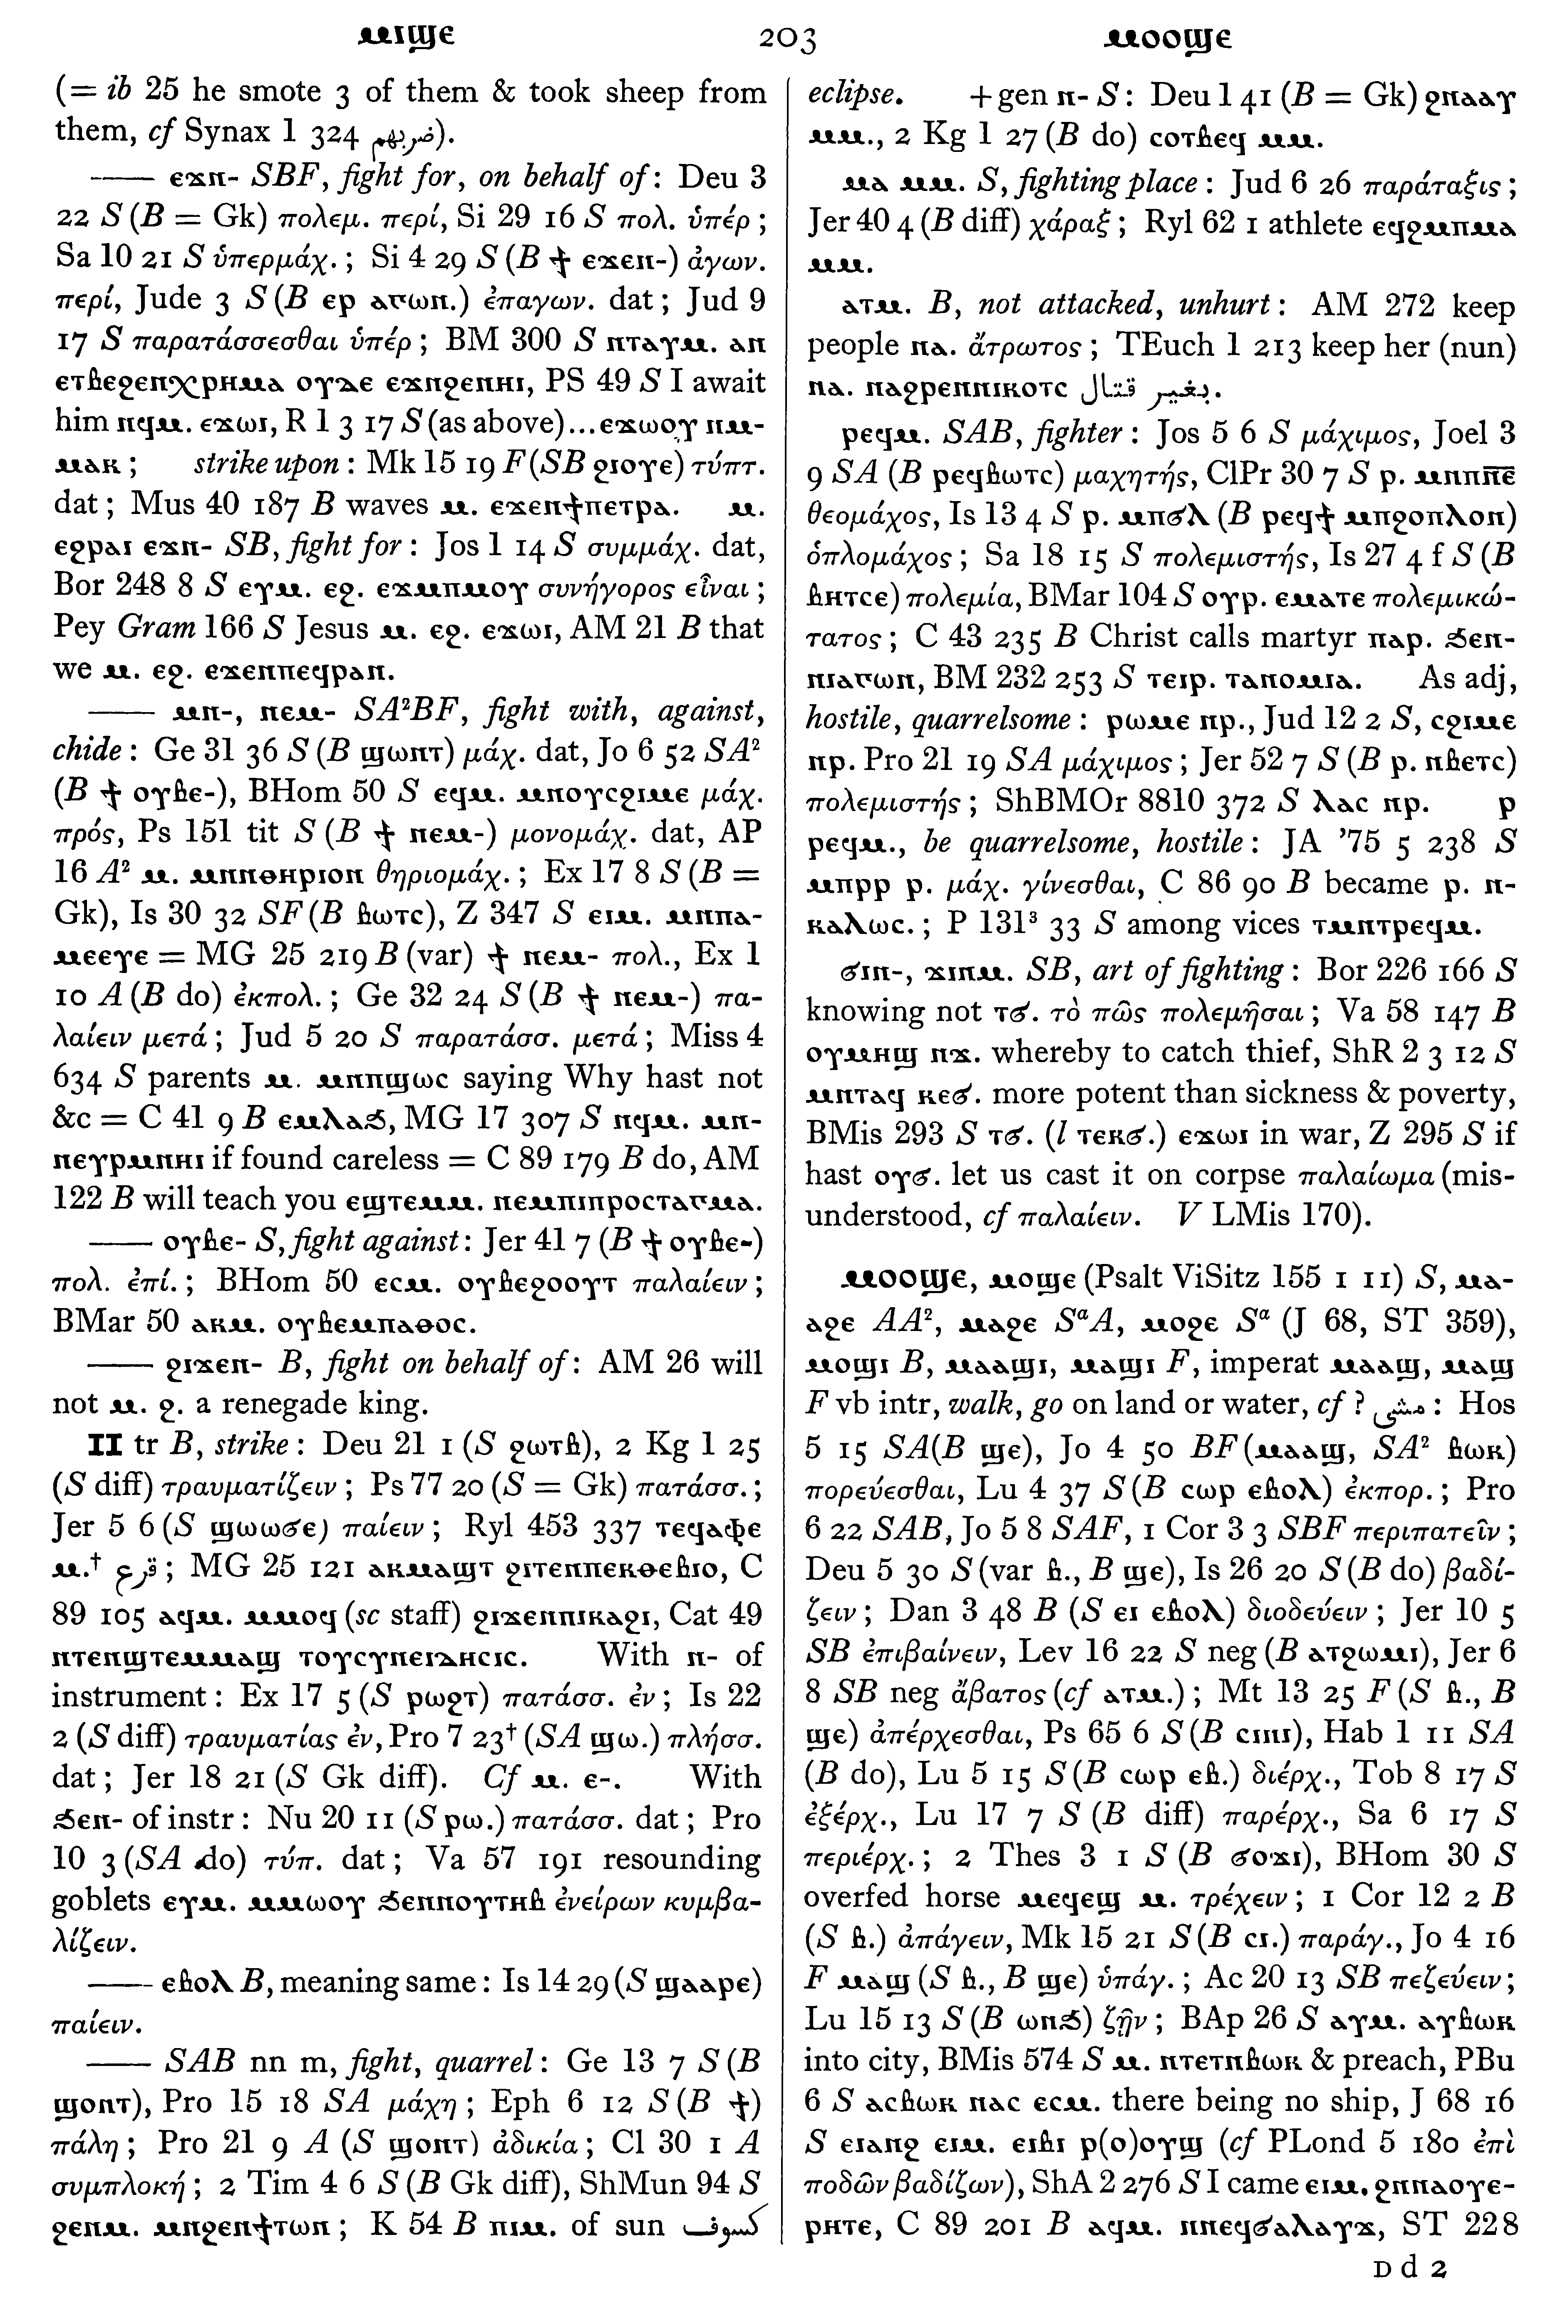 ⲙⲓϣⲉ 203 ⲙⲟⲟϣⲉ
(= ib 25 he smote 3 of them & took sheep from
them, cf Synax 1 324 ضربهم).
—— ⲉϫⲛ- SBF, fight for, on behalf of: Deu 3
22 S (B = Gk) πολεμ. περί, Si 29 16 S πολ. ὑπέρ;
Sa 10 21 S ὑπερμάχ.; Si 4 29 S (B ϯ ⲉϫⲉⲛ-) ἀγων.
περί, Jude 3 S (B ⲉⲣ ⲁⲅⲱⲛ.) ἐπαγων. dat; Jud 9
17 S παρατάσσεσθαι ὑπέρ; BM 300 S ⲛⲧⲁⲩⲙ. ⲁⲛ
ⲉⲧⲃⲉϩⲉⲛⲭⲣⲏⲙⲁ ⲟⲩⲇⲉ ⲉϫⲛϩⲉⲛⲏⲓ, PS 49 S I await
him ⲛϥⲙ. ⲉϫⲱⲓ, R 1 3 17 S (as above)...ⲉϫⲱⲟⲩ ⲛⲙ-
ⲙⲁⲕ; strike upon: Mk 15 19 F (SB ϩⲓⲟⲩⲉ) τύπτ.
dat; Mus 40 187 B waves ⲙ. ⲉϫⲉⲛϯⲡⲉⲧⲣⲁ. ⲙ.
ⲉϩⲣⲁⲓ ⲉϫⲛ- SB, fight for: Jos 1 14 S συμμάχ. dat,
Bor 248 8 S ⲉⲩⲙ. ⲉϩ. ⲉϫⲙⲡⲙⲟⲩ συνήγορος εἶναι;
Pey Gram 166 S Jesus ⲙ. ⲉϩ. ⲉϫⲱⲓ, AM 21 B that
we ⲙ. ⲉϩ. ⲉϫⲉⲛⲡⲉϥⲣⲁⲛ.
—— ⲙⲛ-, ⲛⲉⲙ- SA²BF, fight with, against,
chide: Ge 31 36 S (B ϣⲱⲛⲧ) μάχ. dat, Jo 6 52 SA²
(B ϯ ⲟⲩⲃⲉ-), BHom 50 S ⲉϥⲙ. ⲙⲛⲟⲩⲥϩⲓⲙⲉ μάχ.
πρός, Ps 151 tit S (B ϯ ⲛⲉⲙ-) μονομάχ. dat, AP
16 A² ⲙ. ⲙⲛⲛⲑⲏⲣⲓⲟⲛ θηριομάχ.; Ex 17 8 S (B =
Gk), Is 30 32 SF (B ⲃⲱⲧⲥ), Z 347 S ⲉⲓⲙ. ⲙⲛⲛⲁ-
ⲙⲉⲉⲩⲉ = MG 25 219 B (var) ϯ ⲛⲉⲙ- πολ., Ex 1
10 A (B do) ἐκπολ.; Ge 32 24 S (B ϯ ⲛⲉⲙ-) πα-
λαίειν μετά; Jud 5 20 S παρατάσσ. μετά; Miss 4
634 S parents ⲙ. ⲙⲛⲡϣⲱⲥ saying Why hast not
&c = C 41 9 B ⲉⲙⲗⲁϧ, MG 17 307 S ⲛϥⲙ. ⲙⲛ-
ⲛⲉⲩⲣⲙⲛⲏⲓ if found careless = C 89 179 B do, AM
122 B will teach you ⲉϣⲧⲉⲙⲙ. ⲛⲉⲙⲡⲓⲡⲣⲟⲥⲧⲁⲅⲙⲁ.
—— ⲟⲩⲃⲉ- S, fight against: Jer 41 7 (B ϯ ⲟⲩⲃⲉ-)
πολ. ἐπί.; BHom 50 ⲉⲥⲙ. ⲟⲩⲃⲉϩⲟⲟⲩⲧ παλαίειν;
BMar 50 ⲁⲕⲙ. ⲟⲩⲃⲉⲙⲡⲁⲑⲟⲥ.
—— ϩⲓϫⲉⲛ- B, fight on behalf of: AM 26 will
not ⲙ. ϩ. a renegade king.
II tr B, strike: Deu 21 1 (S ϩⲱⲧⲃ), 2 Kg 1 25
(S diff) τραυματίζειν; Ps 77 20 (S = Gk) πατάσσ.;
Jer 5 6 (S ϣⲱⲱϭⲉ) παίειν; Ryl 453 337 ⲧⲉϥⲁⲫⲉ
ⲙ.† قرع; MG 25 121 ⲁⲕⲙⲁϣⲧ ϩⲓⲧⲉⲛⲡⲉⲕⲑⲉⲃⲓⲟ, C
89 105 ⲁϥⲙ. ⲙⲙⲟϥ (sc staff) ϩⲓϫⲉⲛⲡⲓⲕⲁϩⲓ, Cat 49
ⲛⲧⲉⲛϣⲧⲉⲙⲙⲁϣ ⲧⲟⲩⲥⲩⲛⲉⲓⲇⲏⲥⲓⲥ. With ⲛ- of
instrument: Ex 17 5 (S ⲣⲱϩⲧ) πατάσσ. ἐν; Is 22
2 (S diff) τραυματίας ἐν, Pro 7 23† (SA ϣⲱ.) πλήσσ.
dat; Jer 18 21 (S Gk diff). Cf ⲙ. ⲉ-. With
ϧⲉⲛ- of instr: Nu 20 11 (S ⲣⲱ.) πατάσσ. dat; Pro
10 3 (SA do) τύπ. dat; Va 57 191 resounding
goblets ⲉⲩⲙ. ⲙⲙⲱⲟⲩ ϧⲉⲛⲛⲟⲩⲧⲏⲃ ἐνείρων κυμβα-
λίζειν.
—— ⲉⲃⲟⲗ B, meaning same: Is 14 29 (S ϣⲁⲁⲣⲉ)
παίειν.
—— SAB nn m, fight, quarrel: Ge 13 7 S (B
ϣⲟⲛⲧ), Pro 15 18 SA μάχη; Eph 6 12 S (B ϯ)
πάλη; Pro 21 9 A (S ϣⲟⲛⲧ) ἀδικία; Cl 30 1 A
συμπλοκή; 2 Tim 4 6 S (B Gk diff), ShMun 94 S
ϩⲉⲛⲙ. ⲙⲛϩⲉⲛϯⲧⲱⲛ; K 54 B ⲡⲓⲙ. of sun كسوف
eclipse. + gen ⲛ- S: Deu 1 41 (B = Gk) ϩⲛⲁⲁⲩ
ⲙⲙ., 2 Kg 1 27 (B do) ⲥⲟⲧⲃⲉϥ ⲙⲙ.
ⲙⲁ ⲙⲙ. S, fighting place: Jud 6 26 παράταξις;
Jer 40 4 (B diff) χάραξ; Ryl 62 1 athlete ⲉϥϩⲙⲡⲙⲁ
ⲙⲙ.
ⲁⲧⲙ. B, not attacked, unhurt: AM 272 keep
people ⲛⲁ. ἄτρωτος; TEuch 1 213 keep her (nun)
ⲛⲁ. ⲛⲁϩⲣⲉⲛⲡⲓⲕⲟⲧⲥ بغير قتال.
ⲣⲉϥⲙ. SAB, fighter: Jos 5 6 S μάχιμος, Joel 3
9 SA (B ⲣⲉϥⲃⲱⲧⲥ) μαχητής, ClPr 30 7 S ⲣ. ⲙⲛⲡⲛⲟⲩⲧⲉ
θεομάχος, Is 13 4 S ⲣ. ⲙⲡϭⲗ (B ⲣⲉϥϯ ⲙⲡϩⲟⲡⲗⲟⲛ)
ὁπλομάχος; Sa 18 15 S πολεμιστής, Is 27 4 f S (B
ⲃⲏⲧⲥⲉ) πολεμία, BMar 104 S ⲟⲩⲣ. ⲉⲙⲁⲧⲉ πολεμικώ-
τατος; C 43 235 B Christ calls martyr ⲡⲁⲣ. ϧⲉⲛ-
ⲡⲓⲁⲅⲱⲛ, BM 232 253 S ⲧⲉⲓⲣ. ⲧⲁⲛⲟⲙⲓⲁ. As adj,
hostile, quarrelsome: ⲣⲱⲙⲉ ⲛⲣ., Jud 12 2 S, ⲥϩⲓⲙⲉ
ⲛⲣ. Pro 21 19 SA μάχιμος; Jer 52 7 S (B ⲣ. ⲛⲃⲉⲧⲥ)
πολεμιστής; ShBMOr 8810 372 S ⲗⲁⲥ ⲛⲣ. ⲣ
ⲣⲉϥⲙ., be quarrelsome, hostile: JA '75 5 238 S
ⲙⲡⲣⲣ ⲣ. μάχ. γίνεσθαι, C 86 90 B became ⲣ. ⲛ-
ⲕⲁⲗⲱⲥ.; P 131³ 33 S among vices ⲧⲙⲛⲧⲣⲉϥⲙ.
ϭⲓⲛ-, ϫⲓⲛⲙ. SB, art of fighting: Bor 226 166 S
knowing not ⲧϭ. τὸ πῶς πολεμῆσαι; Va 58 147 B
ⲟⲩⲙⲏϣ ⲛϫ. whereby to catch thief, ShR 2 3 12 S
ⲙⲛⲧⲁϥ ⲕⲉϭ. more potent than sickness & poverty,
BMis 293 S ⲧϭ. (l ⲧⲉⲕϭ.) ⲉϫⲱⲓ in war, Z 295 S if
hast ⲟⲩϭ. let us cast it on corpse παλαίωμα (mis-
understood, cf παλαίειν. V LMis 170).
ⲙⲟⲟϣⲉ, ⲙⲟϣⲉ (Psalt ViSitz 155 1 11) S, ⲙⲁ-
ⲁϩⲉ AA², ⲙⲁϩⲉ SᵃA, ⲙⲟϩⲉ Sᵃ (J 68, ST 359),
ⲙⲟϣⲓ B, ⲙⲁⲁϣⲓ, ⲙⲁϣⲓ F, imperat ⲙⲁⲁϣ, ⲙⲁϣ
F vb intr, walk, go on land or water, cf ? مشى: Hos
5 15 SA(B ϣⲉ), Jo 4 50 BF (ⲙⲁⲁϣ, SA² ⲃⲱⲕ)
πορεύεσθαι, Lu 4 37 S (B ⲥⲱⲣ ⲉⲃⲟⲗ) ἐκπορ.; Pro
6 22 SAB, Jo 5 8 SAF, 1 Cor 3 3 SBF περιπατεῖν;
Deu 5 30 S (var ⲃ., B ϣⲉ), Is 26 20 S (B do) βαδί-
ζειν; Dan 3 48 B (S ⲉⲓ ⲉⲃⲟⲗ) διοδεύειν; Jer 10 5
SB ἐπιβαίνειν, Lev 16 22 S neg (B ⲁⲧϩⲱⲙⲓ), Jer 6
8 SB neg ἄβατος (cf ⲁⲧⲙ.); Mt 13 25 F (S ⲃ., B
ϣⲉ) ἀπέρχεσθαι, Ps 65 6 S (B ⲥⲓⲛⲓ), Hab 1 11 SA
(B do), Lu 5 15 S (B ⲥⲱⲣ ⲉⲃ.) διέρχ., Tob 8 17 S
ἐξέρχ., Lu 17 7 S (B diff) παρέρχ., Sa 6 17 S
περιέρχ.; 2 Thes 3 1 S (B ϭⲟϫⲓ), BHom 30 S
overfed horse ⲙⲉϥⲉϣ ⲙ. τρέχειν; 1 Cor 12 2 B
(S ⲃ.) ἀπάγειν, Mk 15 21 S (B ⲥⲓ.) παράγ., Jo 4 16
F ⲙⲁϣ (S ⲃ., B ϣⲉ) ὑπάγ.; Ac 20 13 SB πεζεύειν;
Lu 15 13 S (B ⲱⲛϧ) ζῆν; BAp 26 S ⲁⲩⲙ. ⲁⲩⲃⲱⲕ
into city, BMis 574 S ⲙ. ⲛⲧⲉⲧⲛⲃⲱⲕ & preach, PBu
6 S ⲁⲥⲃⲱⲕ ⲛⲁⲥ ⲉⲥⲙ. there being no ship, J 68 16
S ⲉⲓⲁⲛϩ ⲉⲓⲙ. ⲉⲓϩⲓ ⲣ(ⲟ)ⲟⲩϣ (cf PLond 5 180 ἐπὶ
ποδῶν βαδίζων), ShA 2 276 S I came ⲉⲓⲙ. ϩⲛⲛⲁⲟⲩⲉ-
ⲣⲏⲧⲉ, C 89 201 B ⲁϥⲙ. ⲛⲛⲉϥϭⲁⲗⲁⲩϫ, ST 228
D d 2